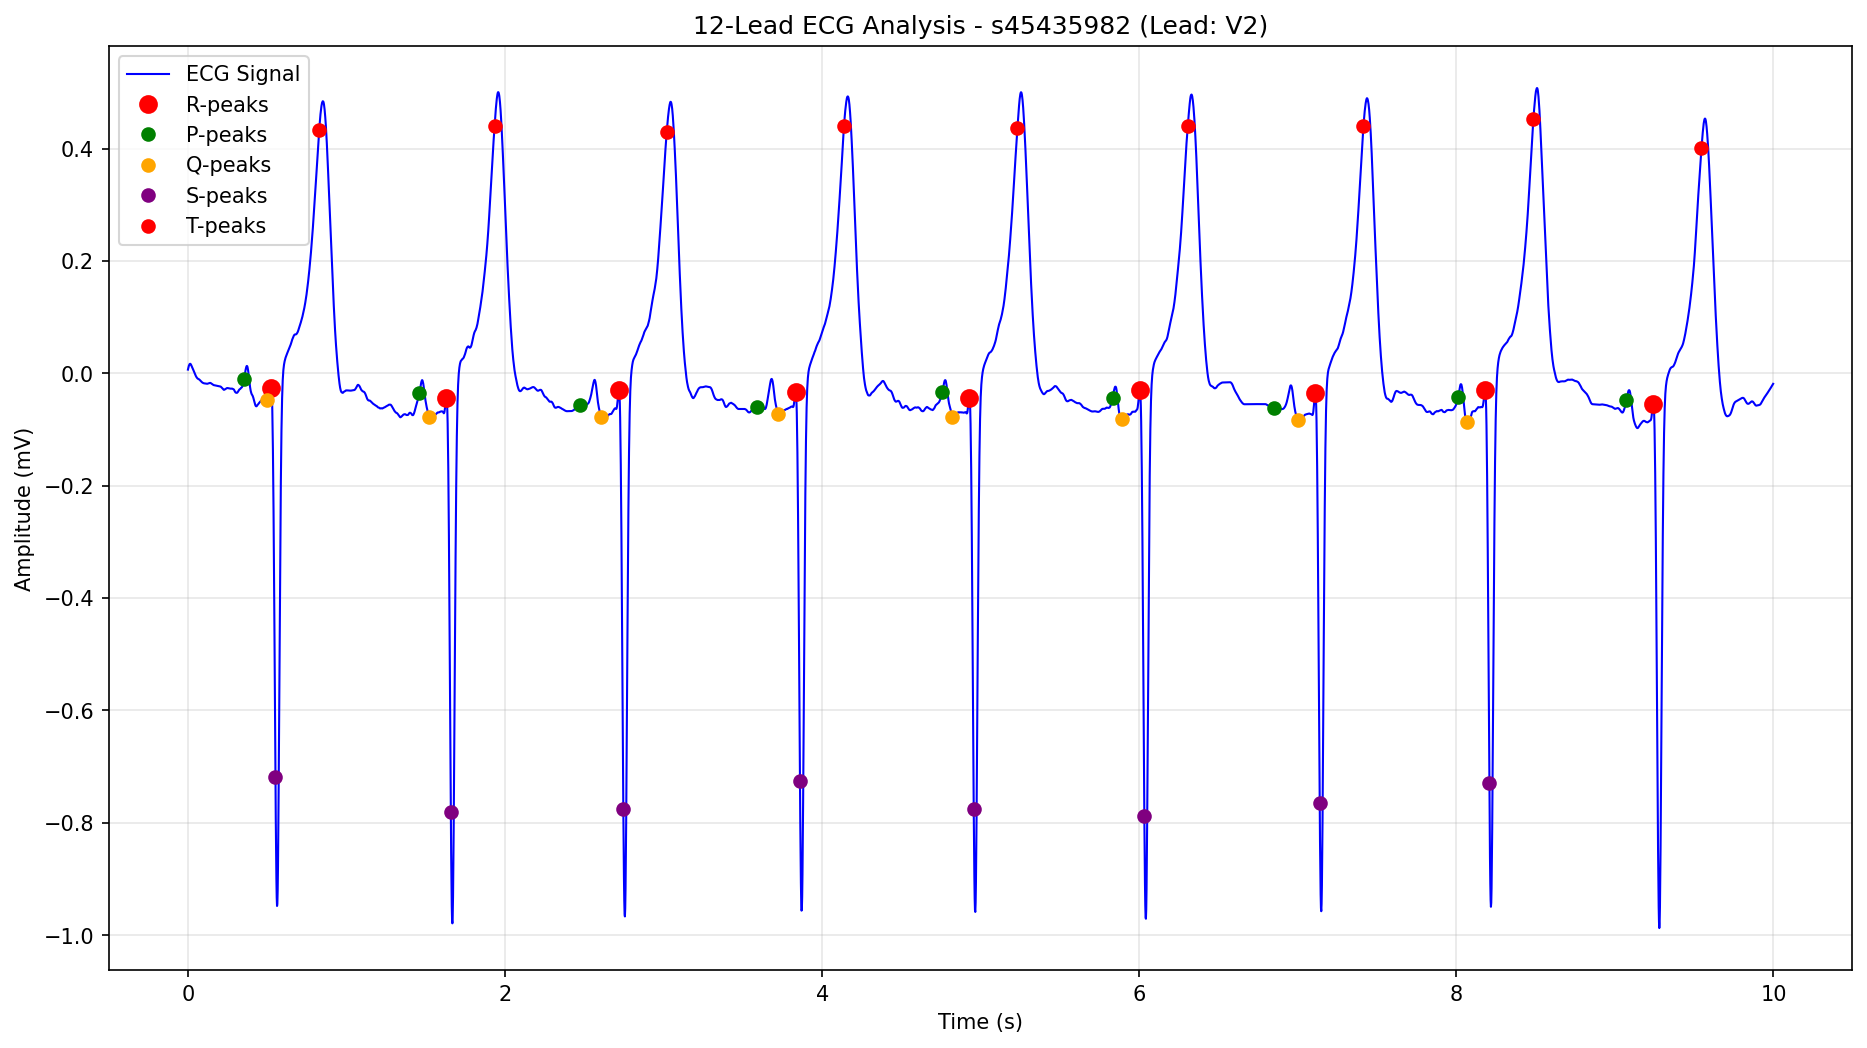 12-Lead ECG Analysis - s45435982 (Lead: V2)
ECG Signal
R-peaks
P-peaks
Q-peaks
S-peaks
T-peaks
0.4
0.2
0.0
−0.2
−0.4
−0.6
−0.8
−1.0
Amplitude (mV)
0 2 4 6 8 10
Time (s)